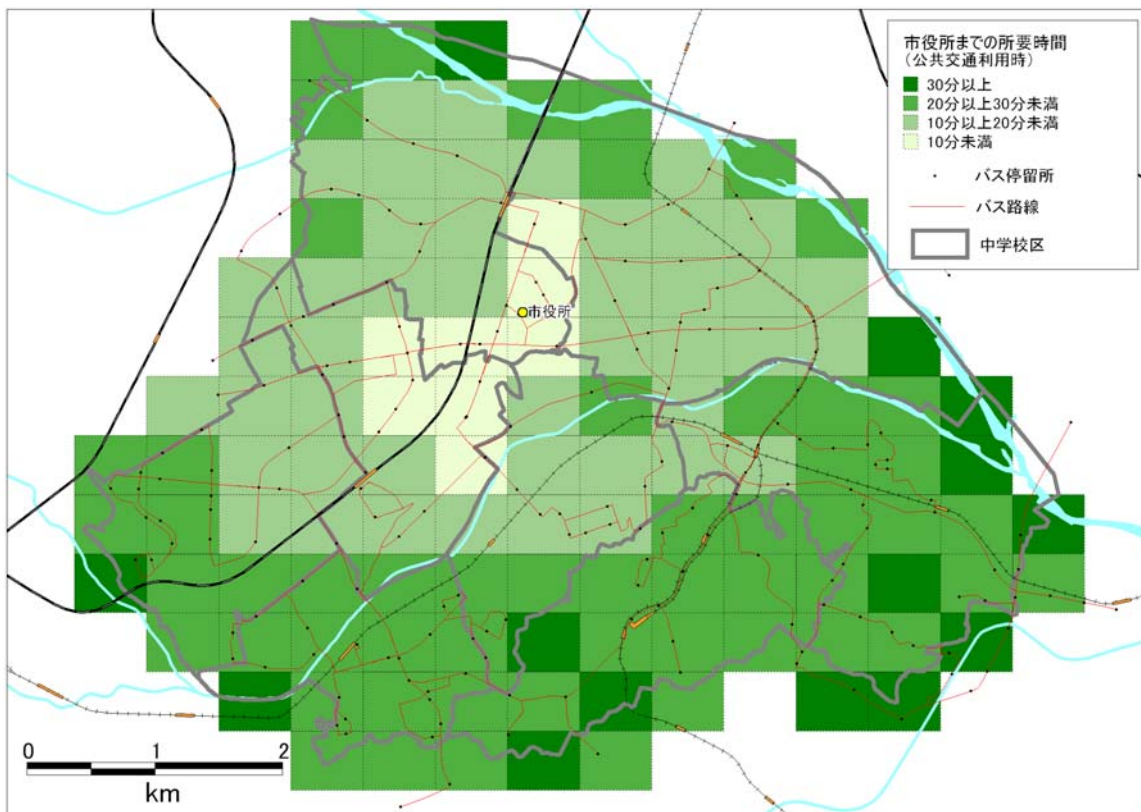 市役所までの所要時間
（公共交通利用時）
30分以上
20分以上30分未満
10分以上20分未満
10分未満
バス停留所
バス路線
中学校区
市役所
0 1 2
km